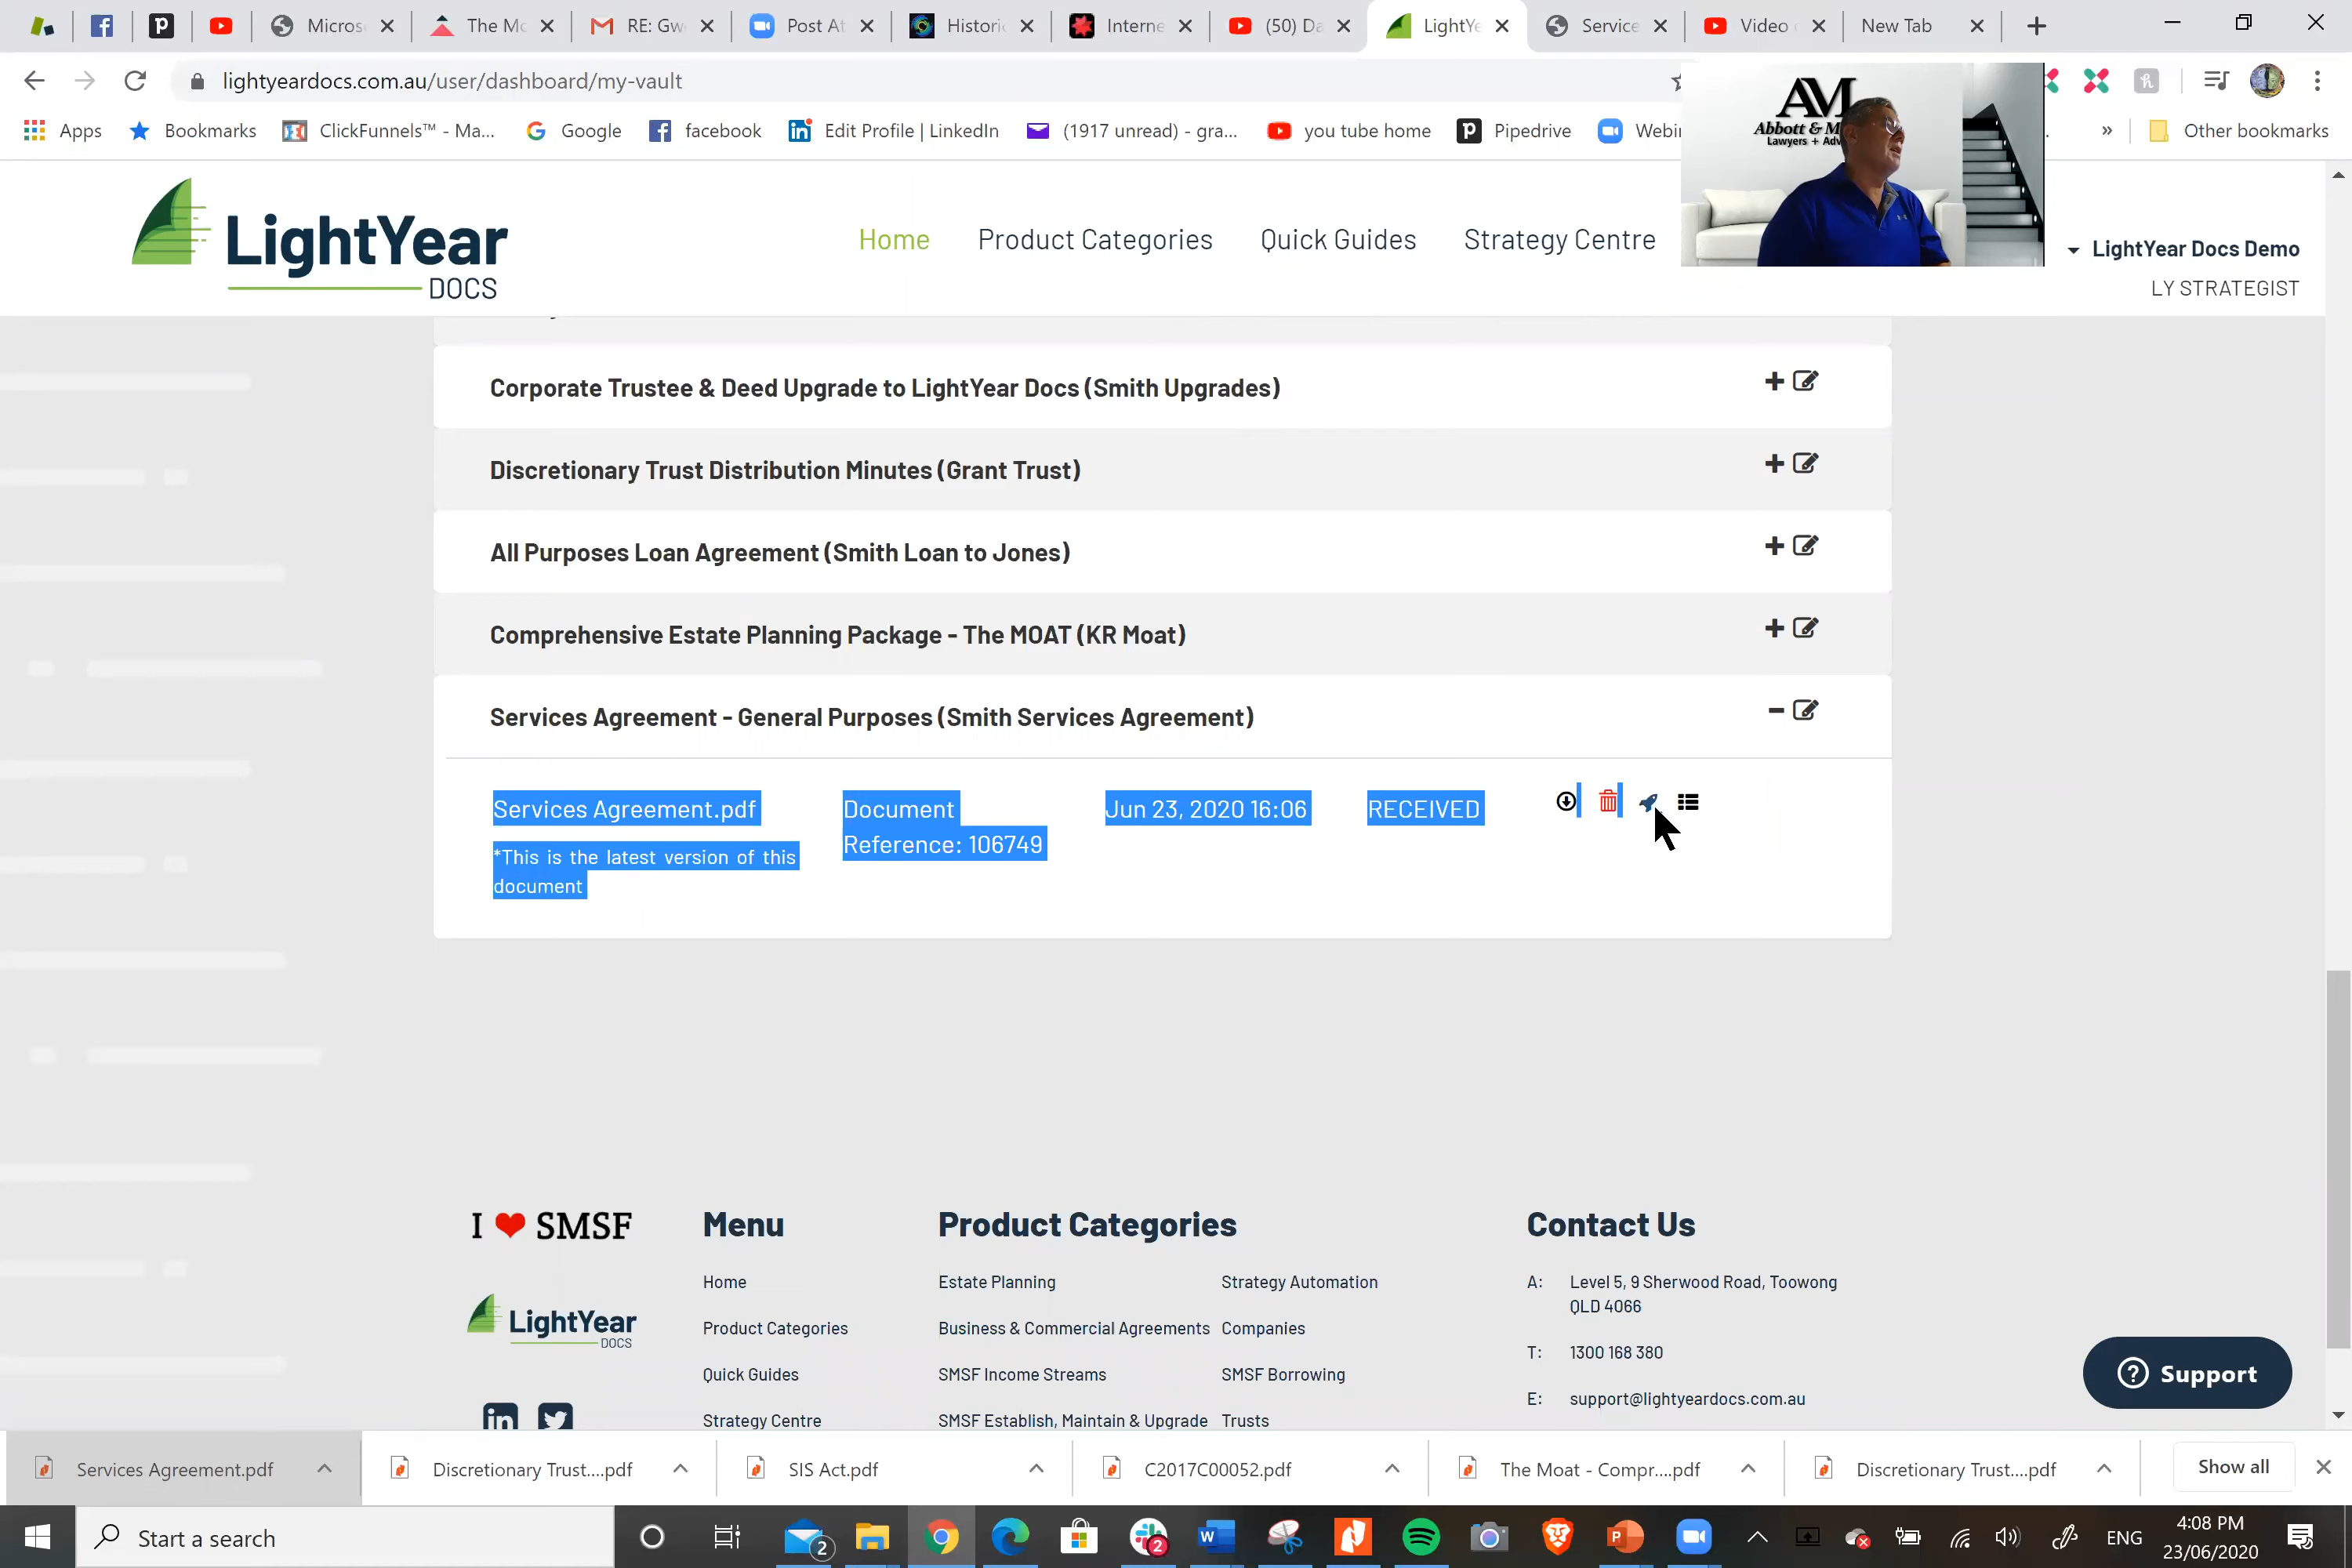 Micros
The Mo
RE: Gwe
Post At
Historic
Interne
(50) Da
LightYe
Service
Video
New Tab
lightyeardocs.com.au/user/dashboard/my-vault
Apps
Bookmarks
ClickFunnels™ - Ma...
Google
facebook
Edit Profile | LinkedIn
(1917 unread) - gra...
you tube home
Pipedrive
Webi
»
Other bookmarks
AM
Abbott & M
Lawyers + Adv
LightYear
DOCS
Home
Product Categories
Quick Guides
Strategy Centre
LightYear Docs Demo
LY STRATEGIST
Corporate Trustee & Deed Upgrade to LightYear Docs (Smith Upgrades)
Discretionary Trust Distribution Minutes (Grant Trust)
All Purposes Loan Agreement (Smith Loan to Jones)
Comprehensive Estate Planning Package - The MOAT (KR Moat)
Services Agreement - General Purposes (Smith Services Agreement)
Services Agreement.pdf
*This is the latest version of this
document
Document
Reference: 106749
Jun 23, 2020 16:06
RECEIVED
I ❤ SMSF
LightYear
DOCS
Menu
Home
Product Categories
Quick Guides
Strategy Centre
Product Categories
Estate Planning
Business & Commercial Agreements
SMSF Income Streams
SMSF Establish, Maintain & Upgrade
Strategy Automation
Companies
SMSF Borrowing
Trusts
Contact Us
A: Level 5, 9 Sherwood Road, Toowong
QLD 4066
T: 1300 168 380
E: support@lightyeardocs.com.au
Support
Services Agreement.pdf
Discretionary Trust....pdf
SIS Act.pdf
C2017C00052.pdf
The Moat - Compr....pdf
Discretionary Trust....pdf
Show all
Start a search
2
2
ENG
4:08 PM
23/06/2020